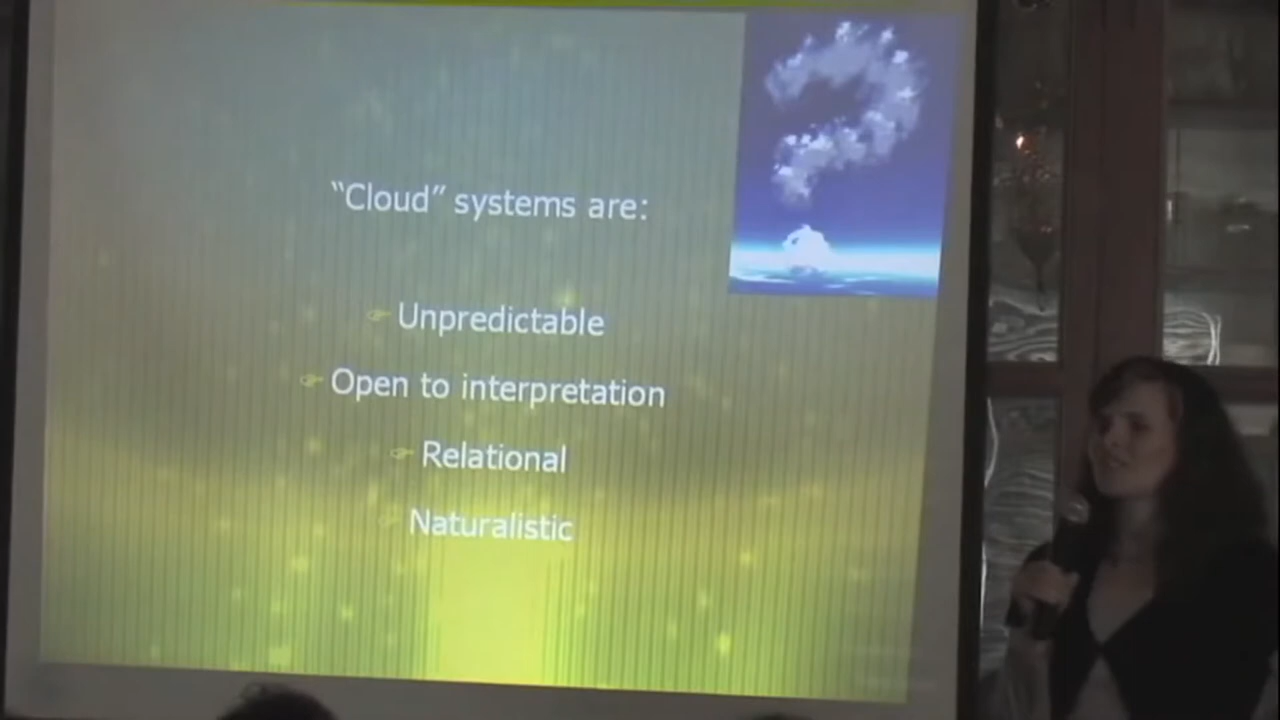 “Cloud” systems are:
Unpredictable
Open to interpretation
Relational
Naturalistic